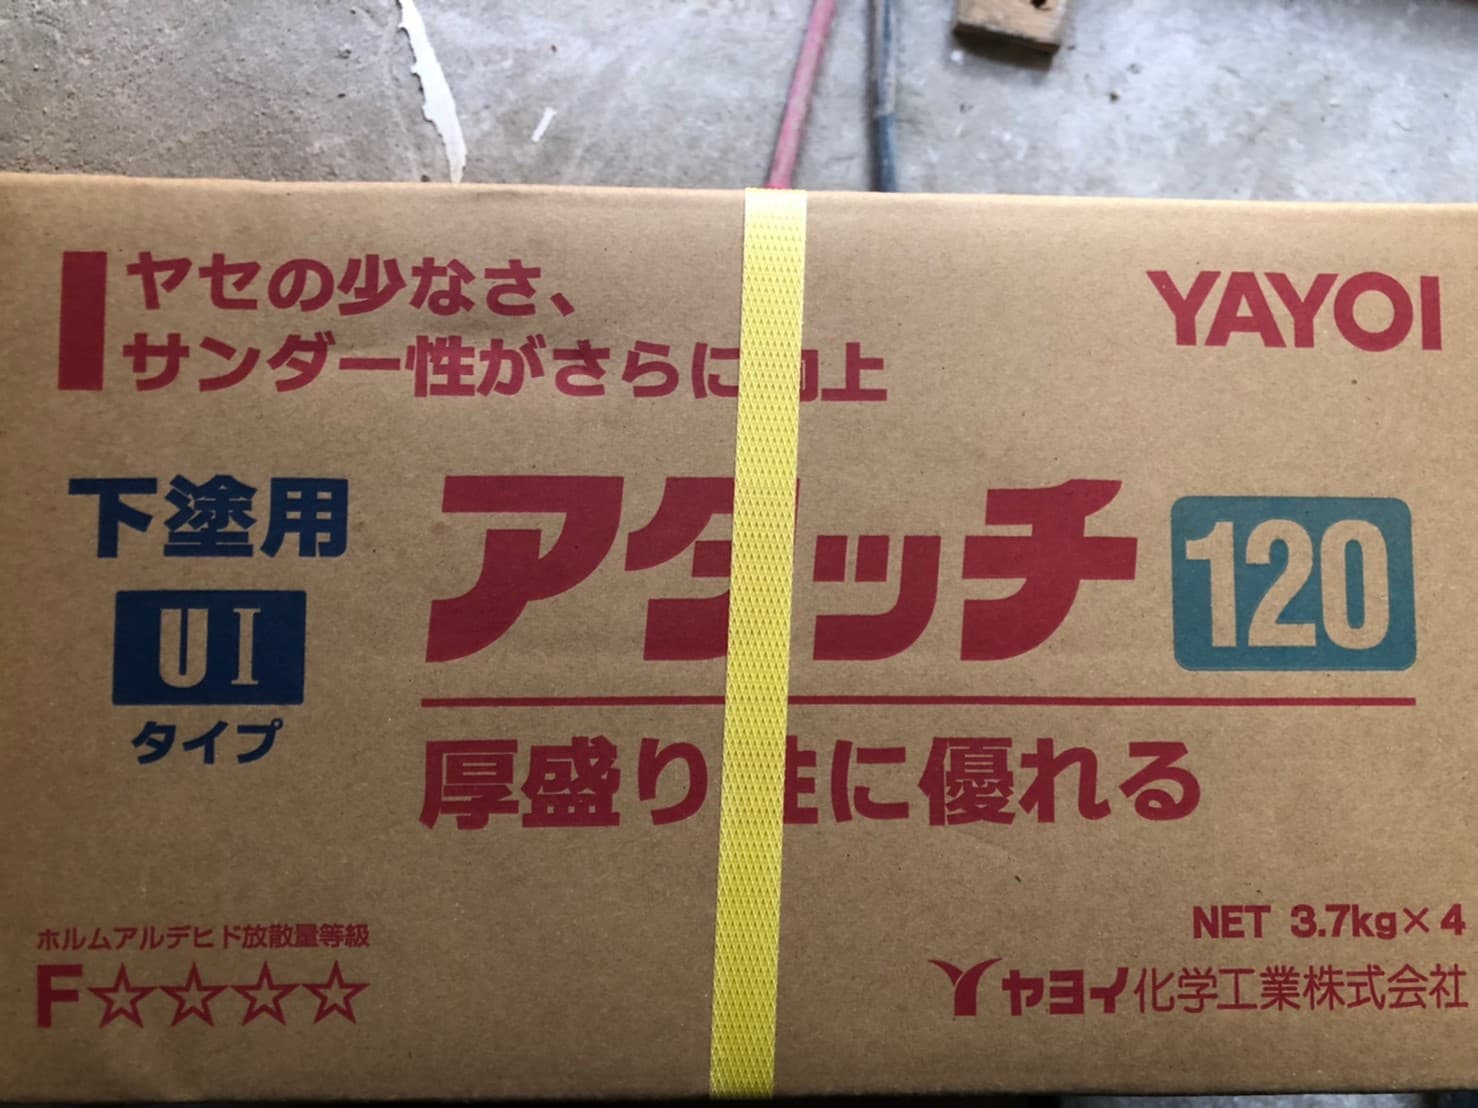 ヤセの少なさ、
サンダー性がさらに向上
YAYOI
下塗用
UI
タイプ
アタッチ
120
厚盛り性に優れる
ホルムアルデヒド放散量等級
F☆☆☆☆
NET 3.7kg×4
ヤヨイ化学工業株式会社